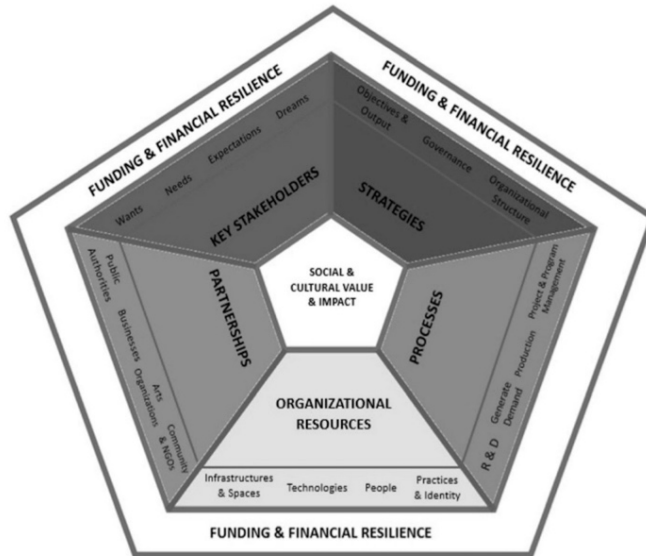 FUNDING & FINANCIAL RESILIENCE
FUNDING & FINANCIAL RESILIENCE
Wants
Needs
Expectations
Dreams
KEY STAKEHOLDERS
Objectives &
Output
Governance
Organizational
Structure
STRATEGIES
Public
Authorities
Businesses
Arts
Organizations
Community
& NGOs
PARTNERSHIPS
SOCIAL &
CULTURAL VALUE
& IMPACT
PROCESSES
Project & Program
Management
Production
Generate
Demand
R & D
ORGANIZATIONAL
RESOURCES
Infrastructures
& Spaces
Technologies
People
Practices
& Identity
FUNDING & FINANCIAL RESILIENCE